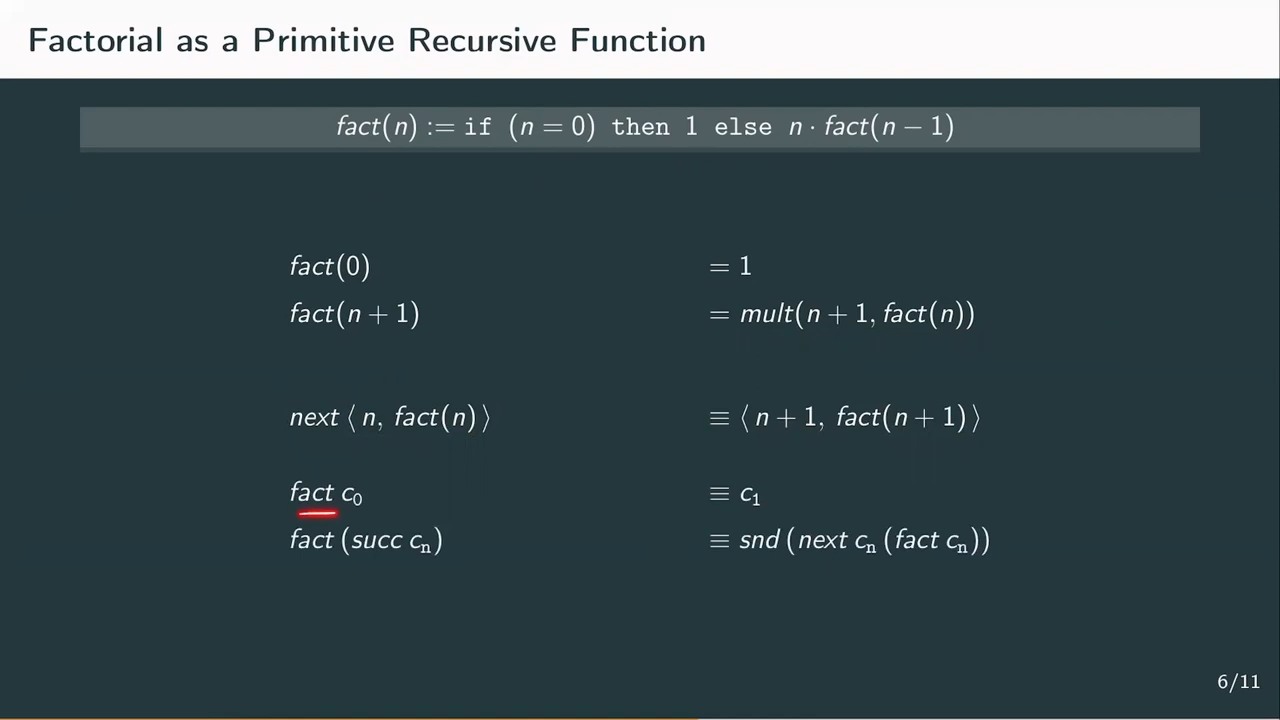 Factorial as a Primitive Recursive Function
fact(n) := if (n = 0) then 1 else n · fact(n − 1)
fact(0) = 1
fact(n + 1) = mult(n + 1, fact(n))
next ⟨ n, fact(n) ⟩ ≡ ⟨ n + 1, fact(n + 1) ⟩
fact c₀ ≡ c₁
fact (succ cₙ) ≡ snd (next cₙ (fact cₙ))
6/11